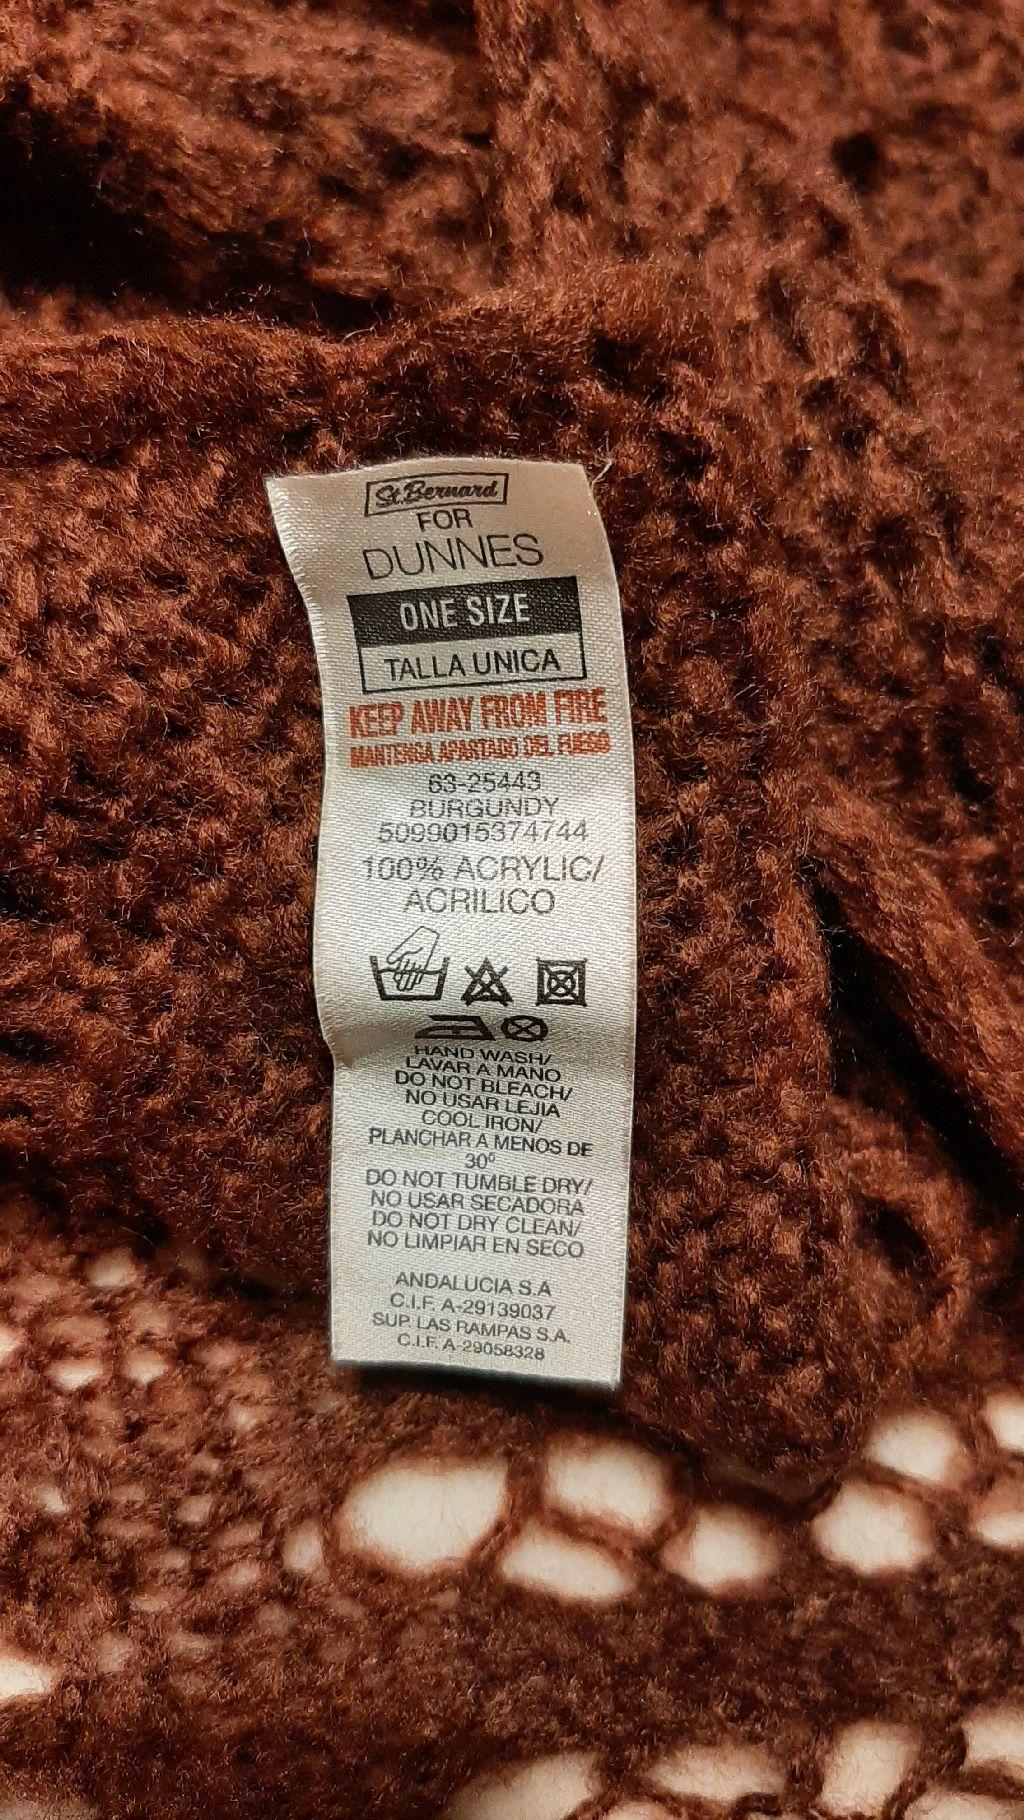 St.Bernard
FOR
DUNNES
ONE SIZE
TALLA UNICA
KEEP AWAY FROM FIRE
MANTENGA APARTADO DEL FUEGO
63-25443
BURGUNDY
5099015374744
100% ACRYLIC/
ACRILICO
HAND WASH/
LAVAR A MANO
DO NOT BLEACH/
NO USAR LEJIA
COOL IRON/
PLANCHAR A MENOS DE
30º
DO NOT TUMBLE DRY/
NO USAR SECADORA
DO NOT DRY CLEAN/
NO LIMPIAR EN SECO
ANDALUCIA S.A
C.I.F. A-29139037
SUP. LAS RAMPAS S.A.
C.I.F. A-29058328